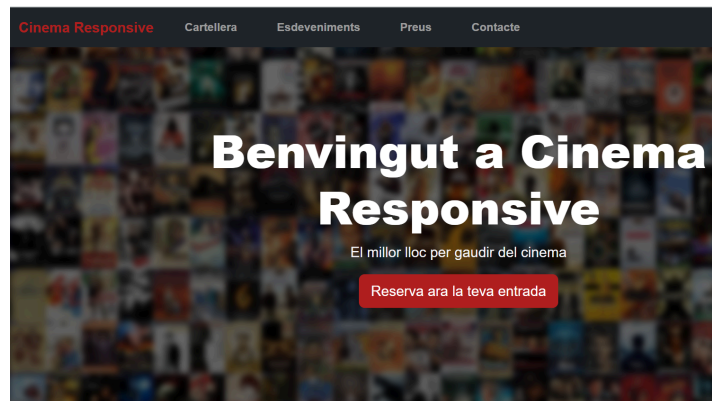 Cinema Responsive Cartellera Esdeveniments Preus Contacte
Benvingut a Cinema
Responsive
El millor lloc per gaudir del cinema
Reserva ara la teva entrada